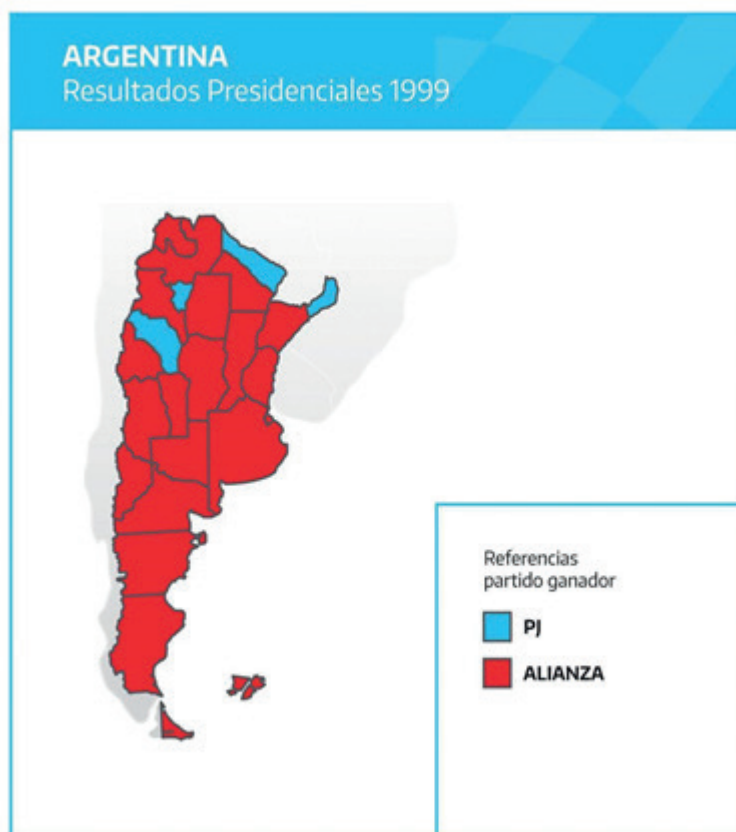 ARGENTINA
Resultados Presidenciales 1999
Referencias
partido ganador
PJ
ALIANZA